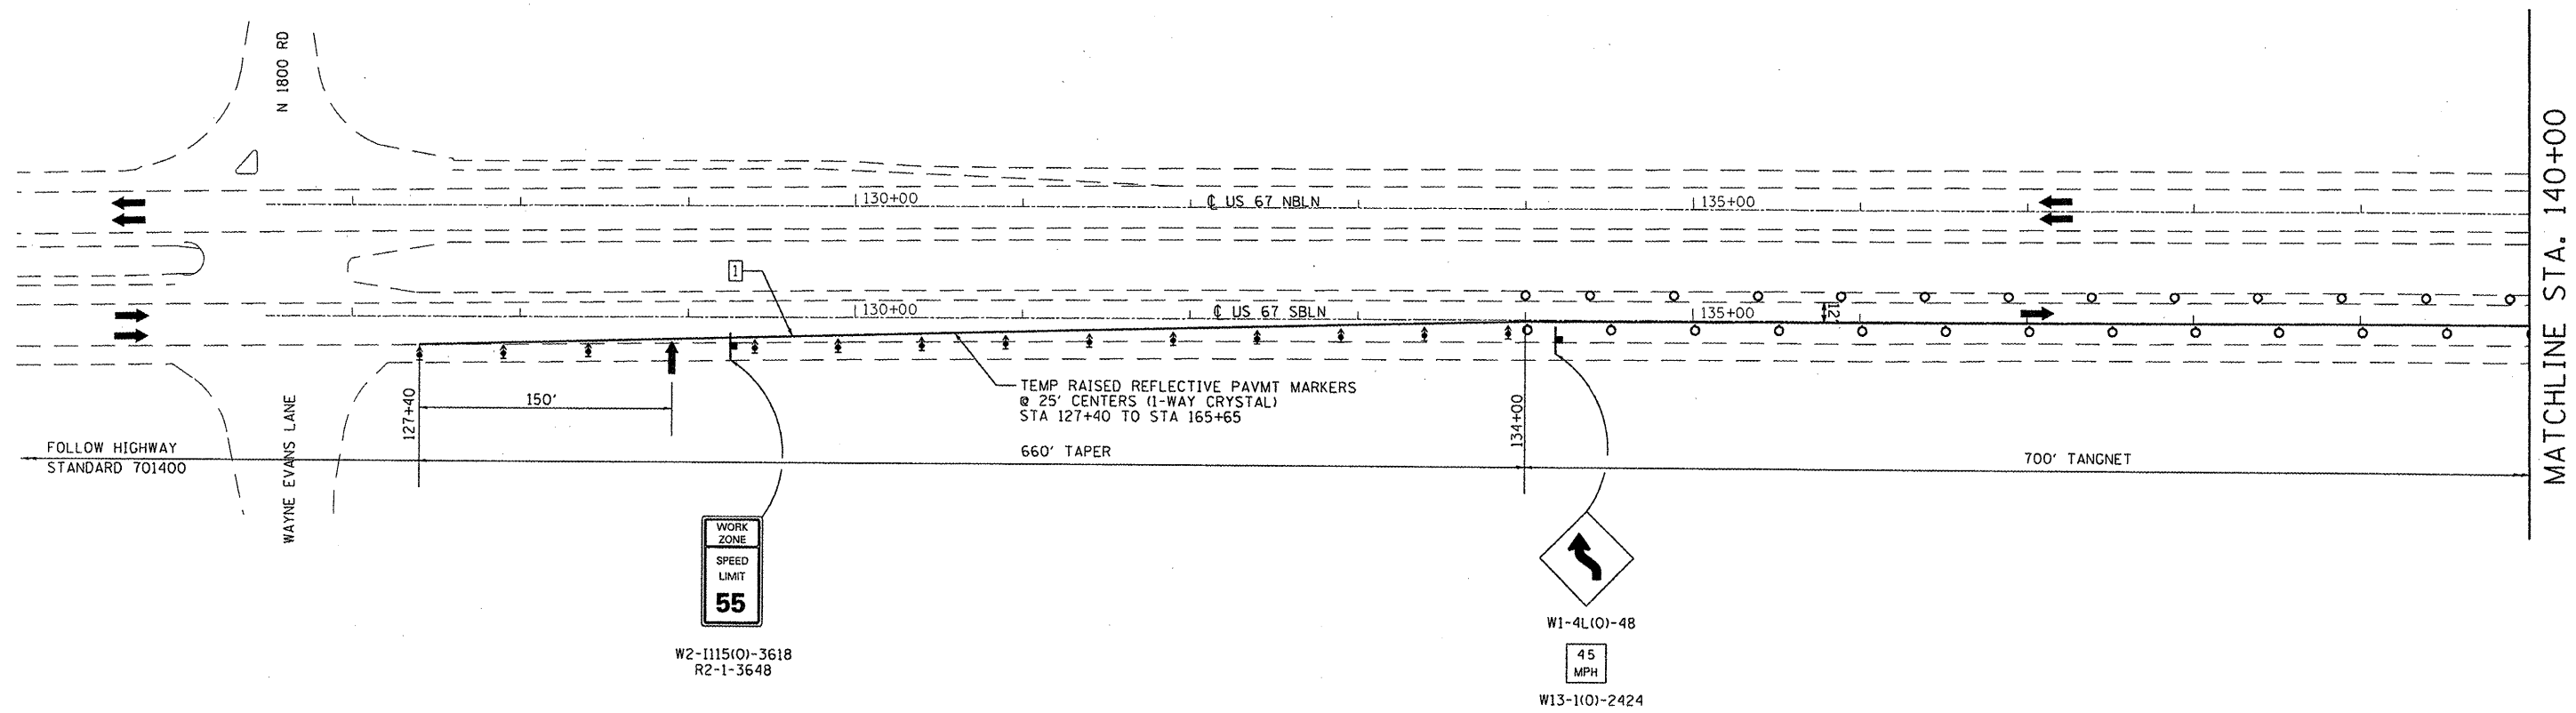 N 1800 RD
130+00
℄ US 67 NBLN
135+00
1
130+00
℄ US 67 SBLN
135+00
12'
TEMP RAISED REFLECTIVE PAVMT MARKERS
@ 25' CENTERS (1-WAY CRYSTAL)
STA 127+40 TO STA 165+65
150'
127+40
134+00
FOLLOW HIGHWAY
STANDARD 701400
WAYNE EVANS LANE
660' TAPER
700' TANGNET
MATCHLINE STA. 140+00
WORK
ZONE
SPEED
LIMIT
55
W2-I115(O)-3618
R2-1-3648
W1-4L(O)-48
45
MPH
W13-1(O)-2424